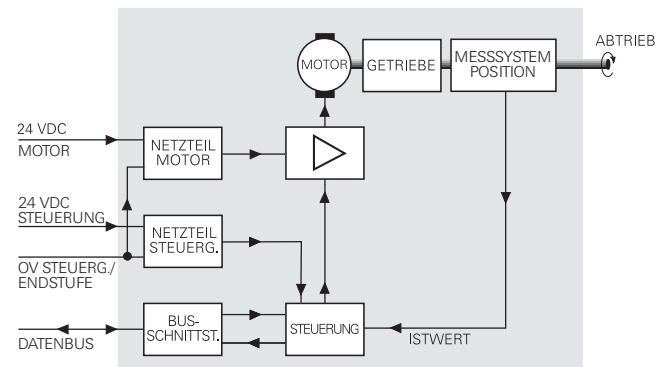 ABTRIEB
MOTOR
GETRIEBE
MESSSYSTEM
POSITION
24 VDC
MOTOR
NETZTEIL
MOTOR
24 VDC
STEUERUNG
NETZTEIL
STEUERG.
OV STEUERG./
ENDSTUFE
BUS-
SCHNITTST.
STEUERUNG
ISTWERT
DATENBUS